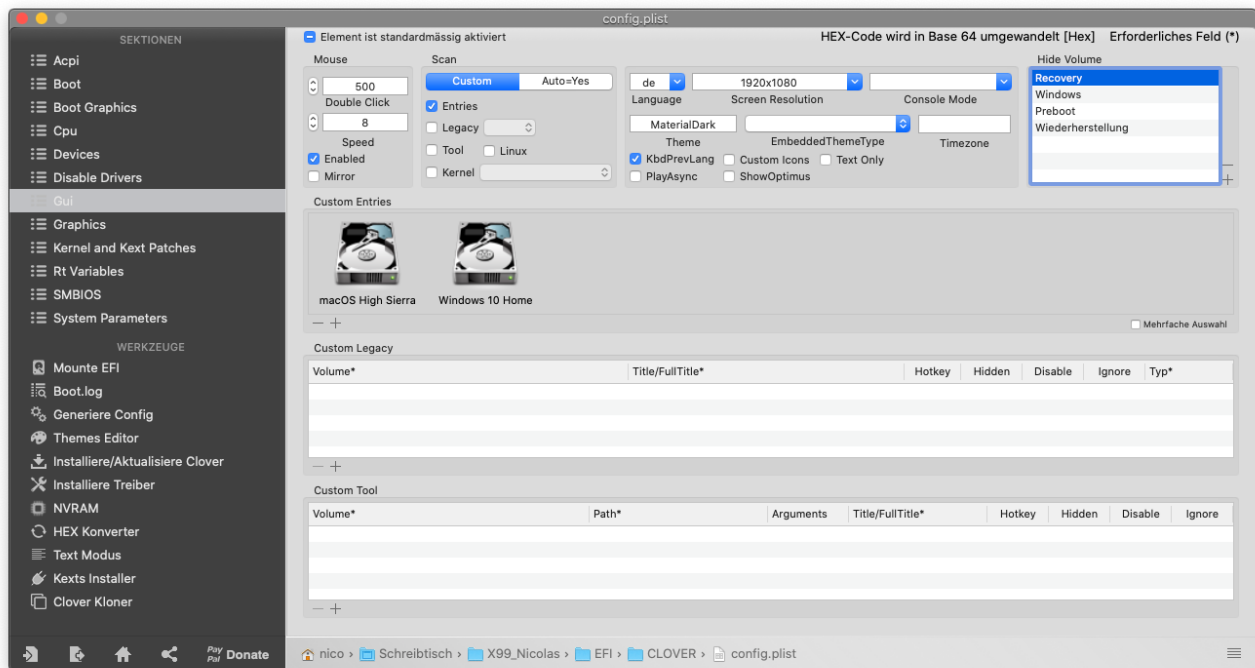 config.plist
SEKTIONEN
Acpi
Boot
Boot Graphics
Cpu
Devices
Disable Drivers
Gui
Graphics
Kernel and Kext Patches
Rt Variables
SMBIOS
System Parameters
WERKZEUGE
Mounte EFI
Boot.log
Generiere Config
Themes Editor
Installiere/Aktualisiere Clover
Installiere Treiber
NVRAM
HEX Konverter
Text Modus
Kexts Installer
Clover Kloner
Pay Pal Donate
Element ist standardmässig aktiviert
HEX-Code wird in Base 64 umgewandelt [Hex] Erforderliches Feld (*)
Mouse
500
Double Click
8
Speed
Enabled
Mirror
Scan
Custom Auto=Yes
Entries
Legacy
Tool Linux
Kernel
de 1920x1080
Language Screen Resolution Console Mode
MaterialDark
Theme EmbeddedThemeType Timezone
KbdPrevLang Custom Icons Text Only
PlayAsync ShowOptimus
Hide Volume
Recovery
Windows
Preboot
Wiederherstellung
Custom Entries
macOS High Sierra Windows 10 Home
Mehrfache Auswahl
Custom Legacy
Volume* Title/FullTitle* Hotkey Hidden Disable Ignore Typ*
Custom Tool
Volume* Path* Arguments Title/FullTitle* Hotkey Hidden Disable Ignore
nico › Schreibtisch › X99_Nicolas › EFI › CLOVER › config.plist